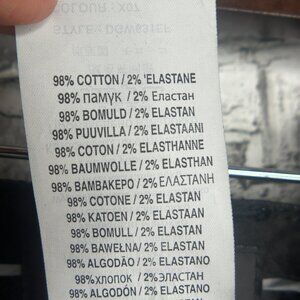 98% COTTON / 2% 'ELASTANE
98% памук / 2% Еластан
98% BOMULD / 2% ELASTAN
98% PUUVILLA / 2% ELASTAANI
98% COTON / 2% ELASTHANNE
98% BAUMWOLLE / 2% ELASTHAN
98% ΒΑΜΒΑΚΕΡΟ / 2% ΕΛΑΣΤΑΝΗ
98% COTONE / 2% ELASTAN
98% KATOEN / 2% ELASTAAN
98% BOMULL / 2% ELASTAN
98% BAWEŁNA / 2% ELASTAN
98% ALGODÃO / 2% ELASTANO
98%хлопок / 2%ЭЛАСТАН
98% ALGODÓN / 2% ELASTANO